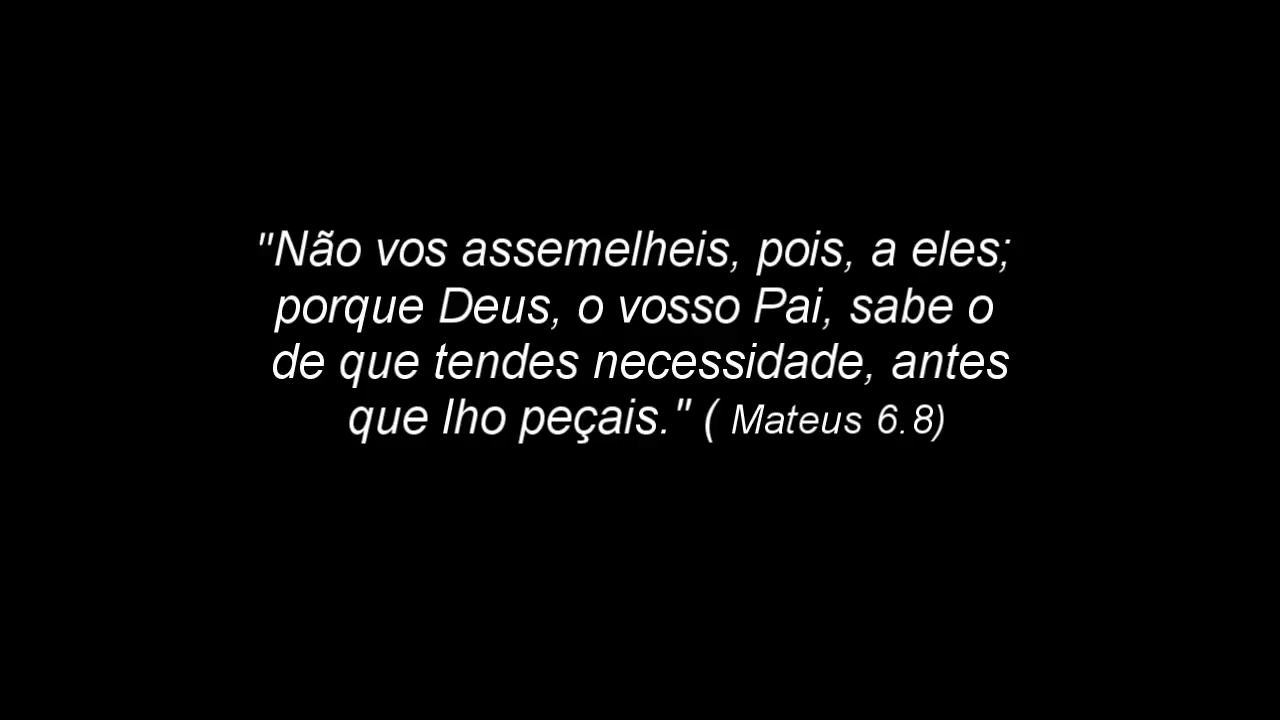 "Não vos assemelheis, pois, a eles;
porque Deus, o vosso Pai, sabe o
de que tendes necessidade, antes
que lho peçais." ( Mateus 6.8)